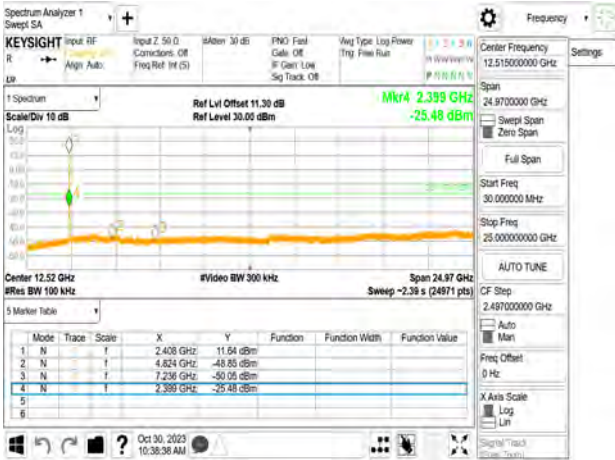 Spectrum Analyzer 1
Swept SA
Frequency
KEYSIGHT
Input: RF
Align: Auto
Input Z: 50 Ω
Corrections: Off
Freq Ref: Int (S)
#Atten: 30 dB
PNO: Fast
Gate: Off
IF Gain: Low
Sig Track: Off
Avg Type: Log-Power
Trig: Free Run
Center Frequency
12.515000000 GHz
Settings
Span
24.9700000 GHz
Swept Span
Zero Span
Full Span
Start Freq
30.000000 MHz
Stop Freq
25.000000000 GHz
AUTO TUNE
CF Step
2.497000000 GHz
Auto
Man
Freq Offset
0 Hz
X Axis Scale
Log
Lin
Signal Track
1 Spectrum
Scale/Div 10 dB
Log
Ref Lvl Offset 11.30 dB
Ref Level 30.00 dBm
Mkr4 2.399 GHz
-25.48 dBm
Center 12.52 GHz
#Res BW 100 kHz
#Video BW 300 kHz
Span 24.97 GHz
Sweep ~2.39 s (24971 pts)
5 Marker Table
Mode Trace Scale X Y Function Function Width Function Value
1 N f 2.408 GHz 11.64 dBm
2 N f 4.824 GHz -48.85 dBm
3 N f 7.236 GHz -50.05 dBm
4 N f 2.399 GHz -25.48 dBm
5
6
Oct 30, 2023
10:38:38 AM